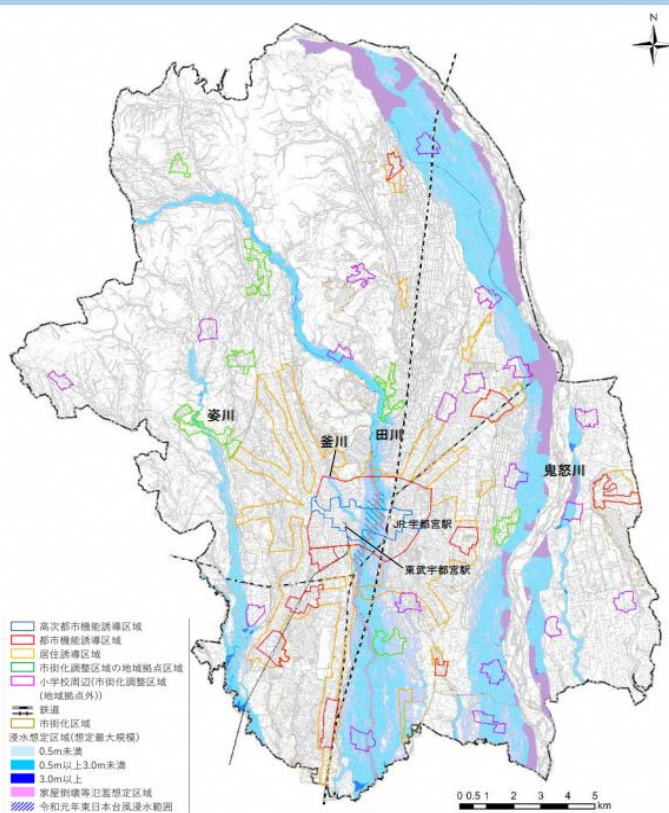 N
姿川
釜川
田川
鬼怒川
JR宇都宮駅
東武宇都宮駅
高次都市機能誘導区域
都市機能誘導区域
居住誘導区域
市街化調整区域の地域拠点区域
小学校周辺(市街化調整区域
(地域拠点外))
鉄道
市街化区域
浸水想定区域(想定最大規模)
0.5m未満
0.5m以上3.0m未満
3.0m以上
家屋倒壊等氾濫想定区域
令和元年東日本台風浸水範囲
0 0.5 1 2 3 4 5
km